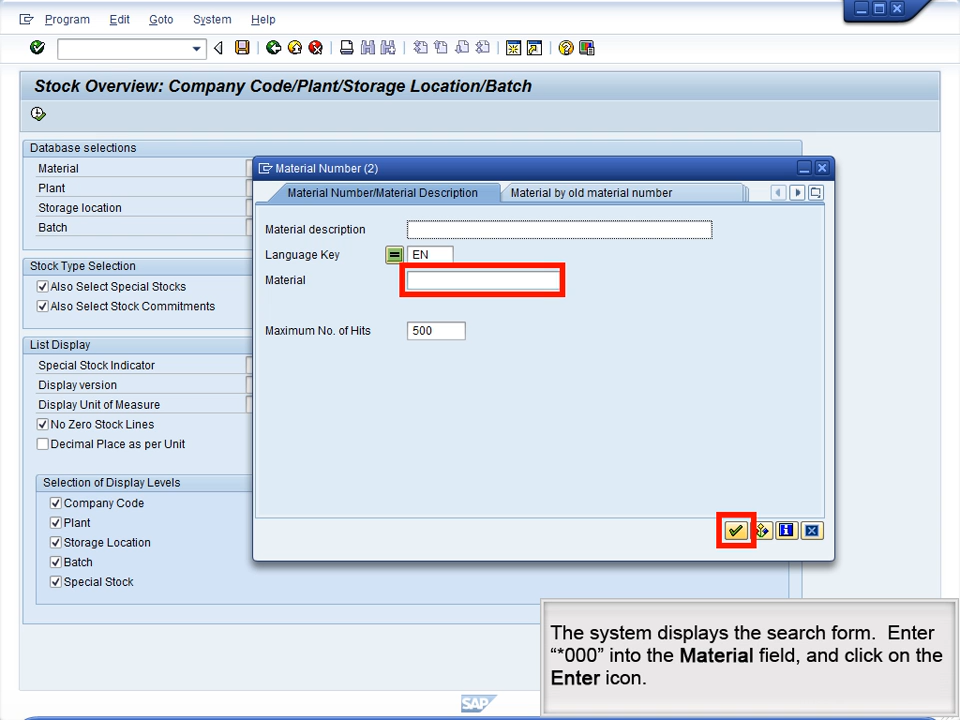 Program Edit Goto System Help
Stock Overview: Company Code/Plant/Storage Location/Batch
Database selections
Material
Plant
Storage location
Batch
Stock Type Selection
Also Select Special Stocks
Also Select Stock Commitments
List Display
Special Stock Indicator
Display version
Display Unit of Measure
No Zero Stock Lines
Decimal Place as per Unit
Selection of Display Levels
Company Code
Plant
Storage Location
Batch
Special Stock
Material Number (2)
Material Number/Material Description Material by old material number
Material description
Language Key EN
Material
Maximum No. of Hits 500
The system displays the search form. Enter
“*000” into the Material field, and click on the
Enter icon.
SAP